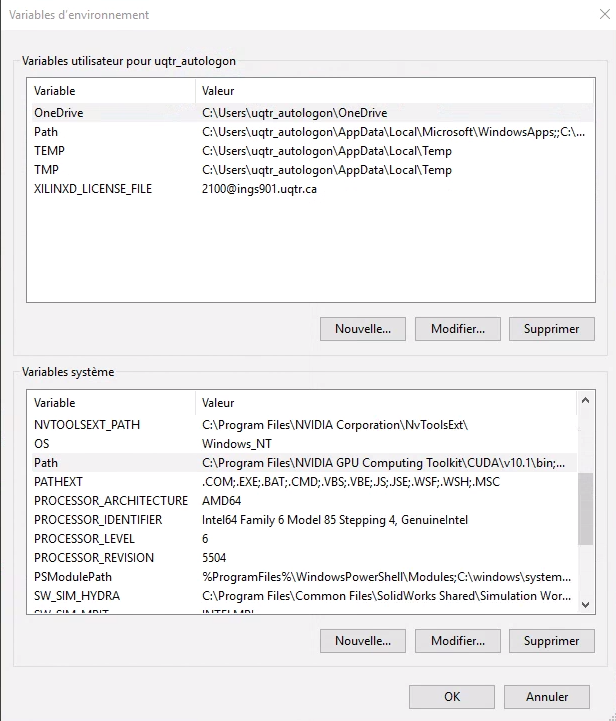 Variables d'environnement
Variables utilisateur pour uqtr_autologon
Variable Valeur
OneDrive C:\Users\uqtr_autologon\OneDrive
Path C:\Users\uqtr_autologon\AppData\Local\Microsoft\WindowsApps;;C:\...
TEMP C:\Users\uqtr_autologon\AppData\Local\Temp
TMP C:\Users\uqtr_autologon\AppData\Local\Temp
XILINXD_LICENSE_FILE 2100@ings901.uqtr.ca
Nouvelle... Modifier... Supprimer
Variables système
Variable Valeur
NVTOOLSEXT_PATH C:\Program Files\NVIDIA Corporation\NvToolsExt\
OS Windows_NT
Path C:\Program Files\NVIDIA GPU Computing Toolkit\CUDA\v10.1\bin;...
PATHEXT .COM;.EXE;.BAT;.CMD;.VBS;.VBE;.JS;.JSE;.WSF;.WSH;.MSC
PROCESSOR_ARCHITECTURE AMD64
PROCESSOR_IDENTIFIER Intel64 Family 6 Model 85 Stepping 4, GenuineIntel
PROCESSOR_LEVEL 6
PROCESSOR_REVISION 5504
PSModulePath %ProgramFiles%\WindowsPowerShell\Modules;C:\windows\system...
SW_SIM_HYDRA C:\Program Files\Common Files\SolidWorks Shared\Simulation Wor...
Nouvelle... Modifier... Supprimer
OK Annuler